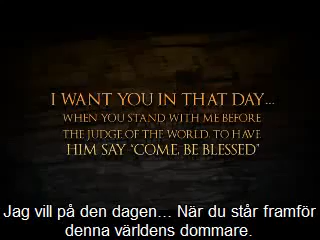 I WANT YOU IN THAT DAY...
WHEN YOU STAND WITH ME BEFORE
THE JUDGE OF THE WORLD, TO HAVE
HIM SAY "COME, BE BLESSED"
Jag vill på den dagen... När du står framför
denna världens dommare.